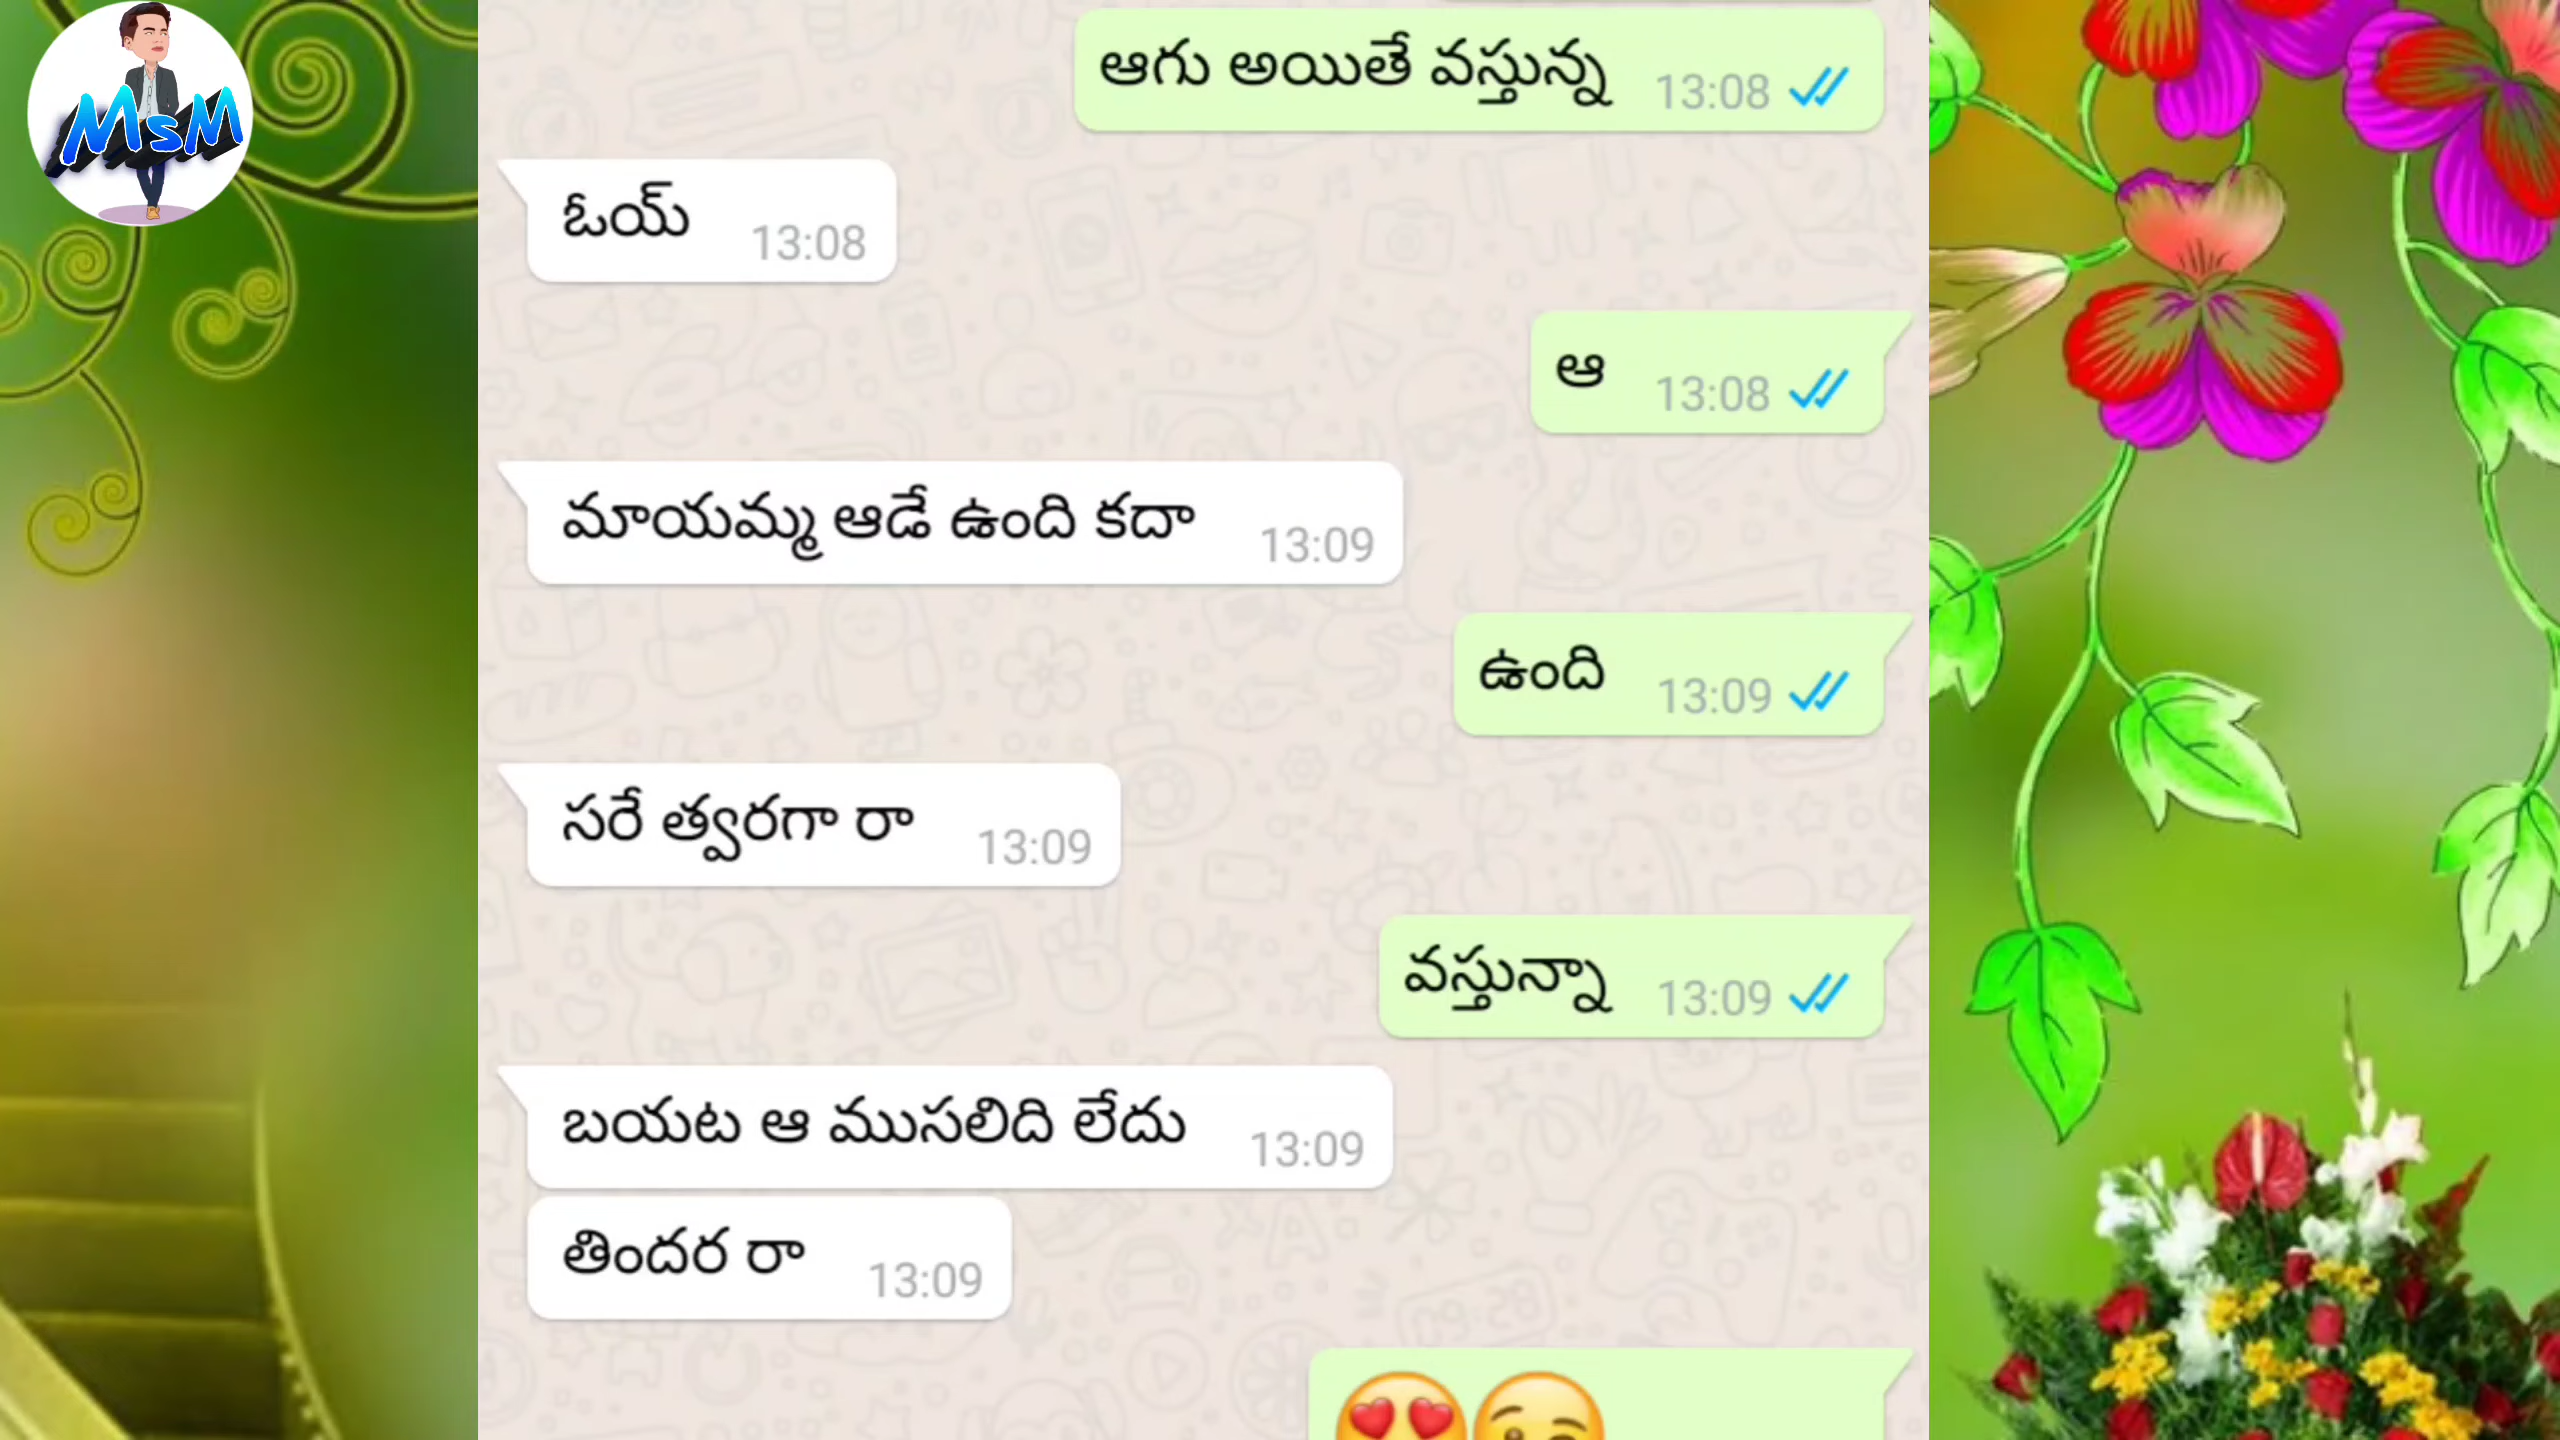 MsM
ఆగు అయితే వస్తున్న 13:08
ఓయ్ 13:08
ఆ 13:08
మాయమ్మ ఆడే ఉంది కదా 13:09
ఉంది 13:09
సరే త్వరగా రా 13:09
వస్తున్నా 13:09
బయట ఆ ముసలిది లేదు 13:09
తిందర రా 13:09